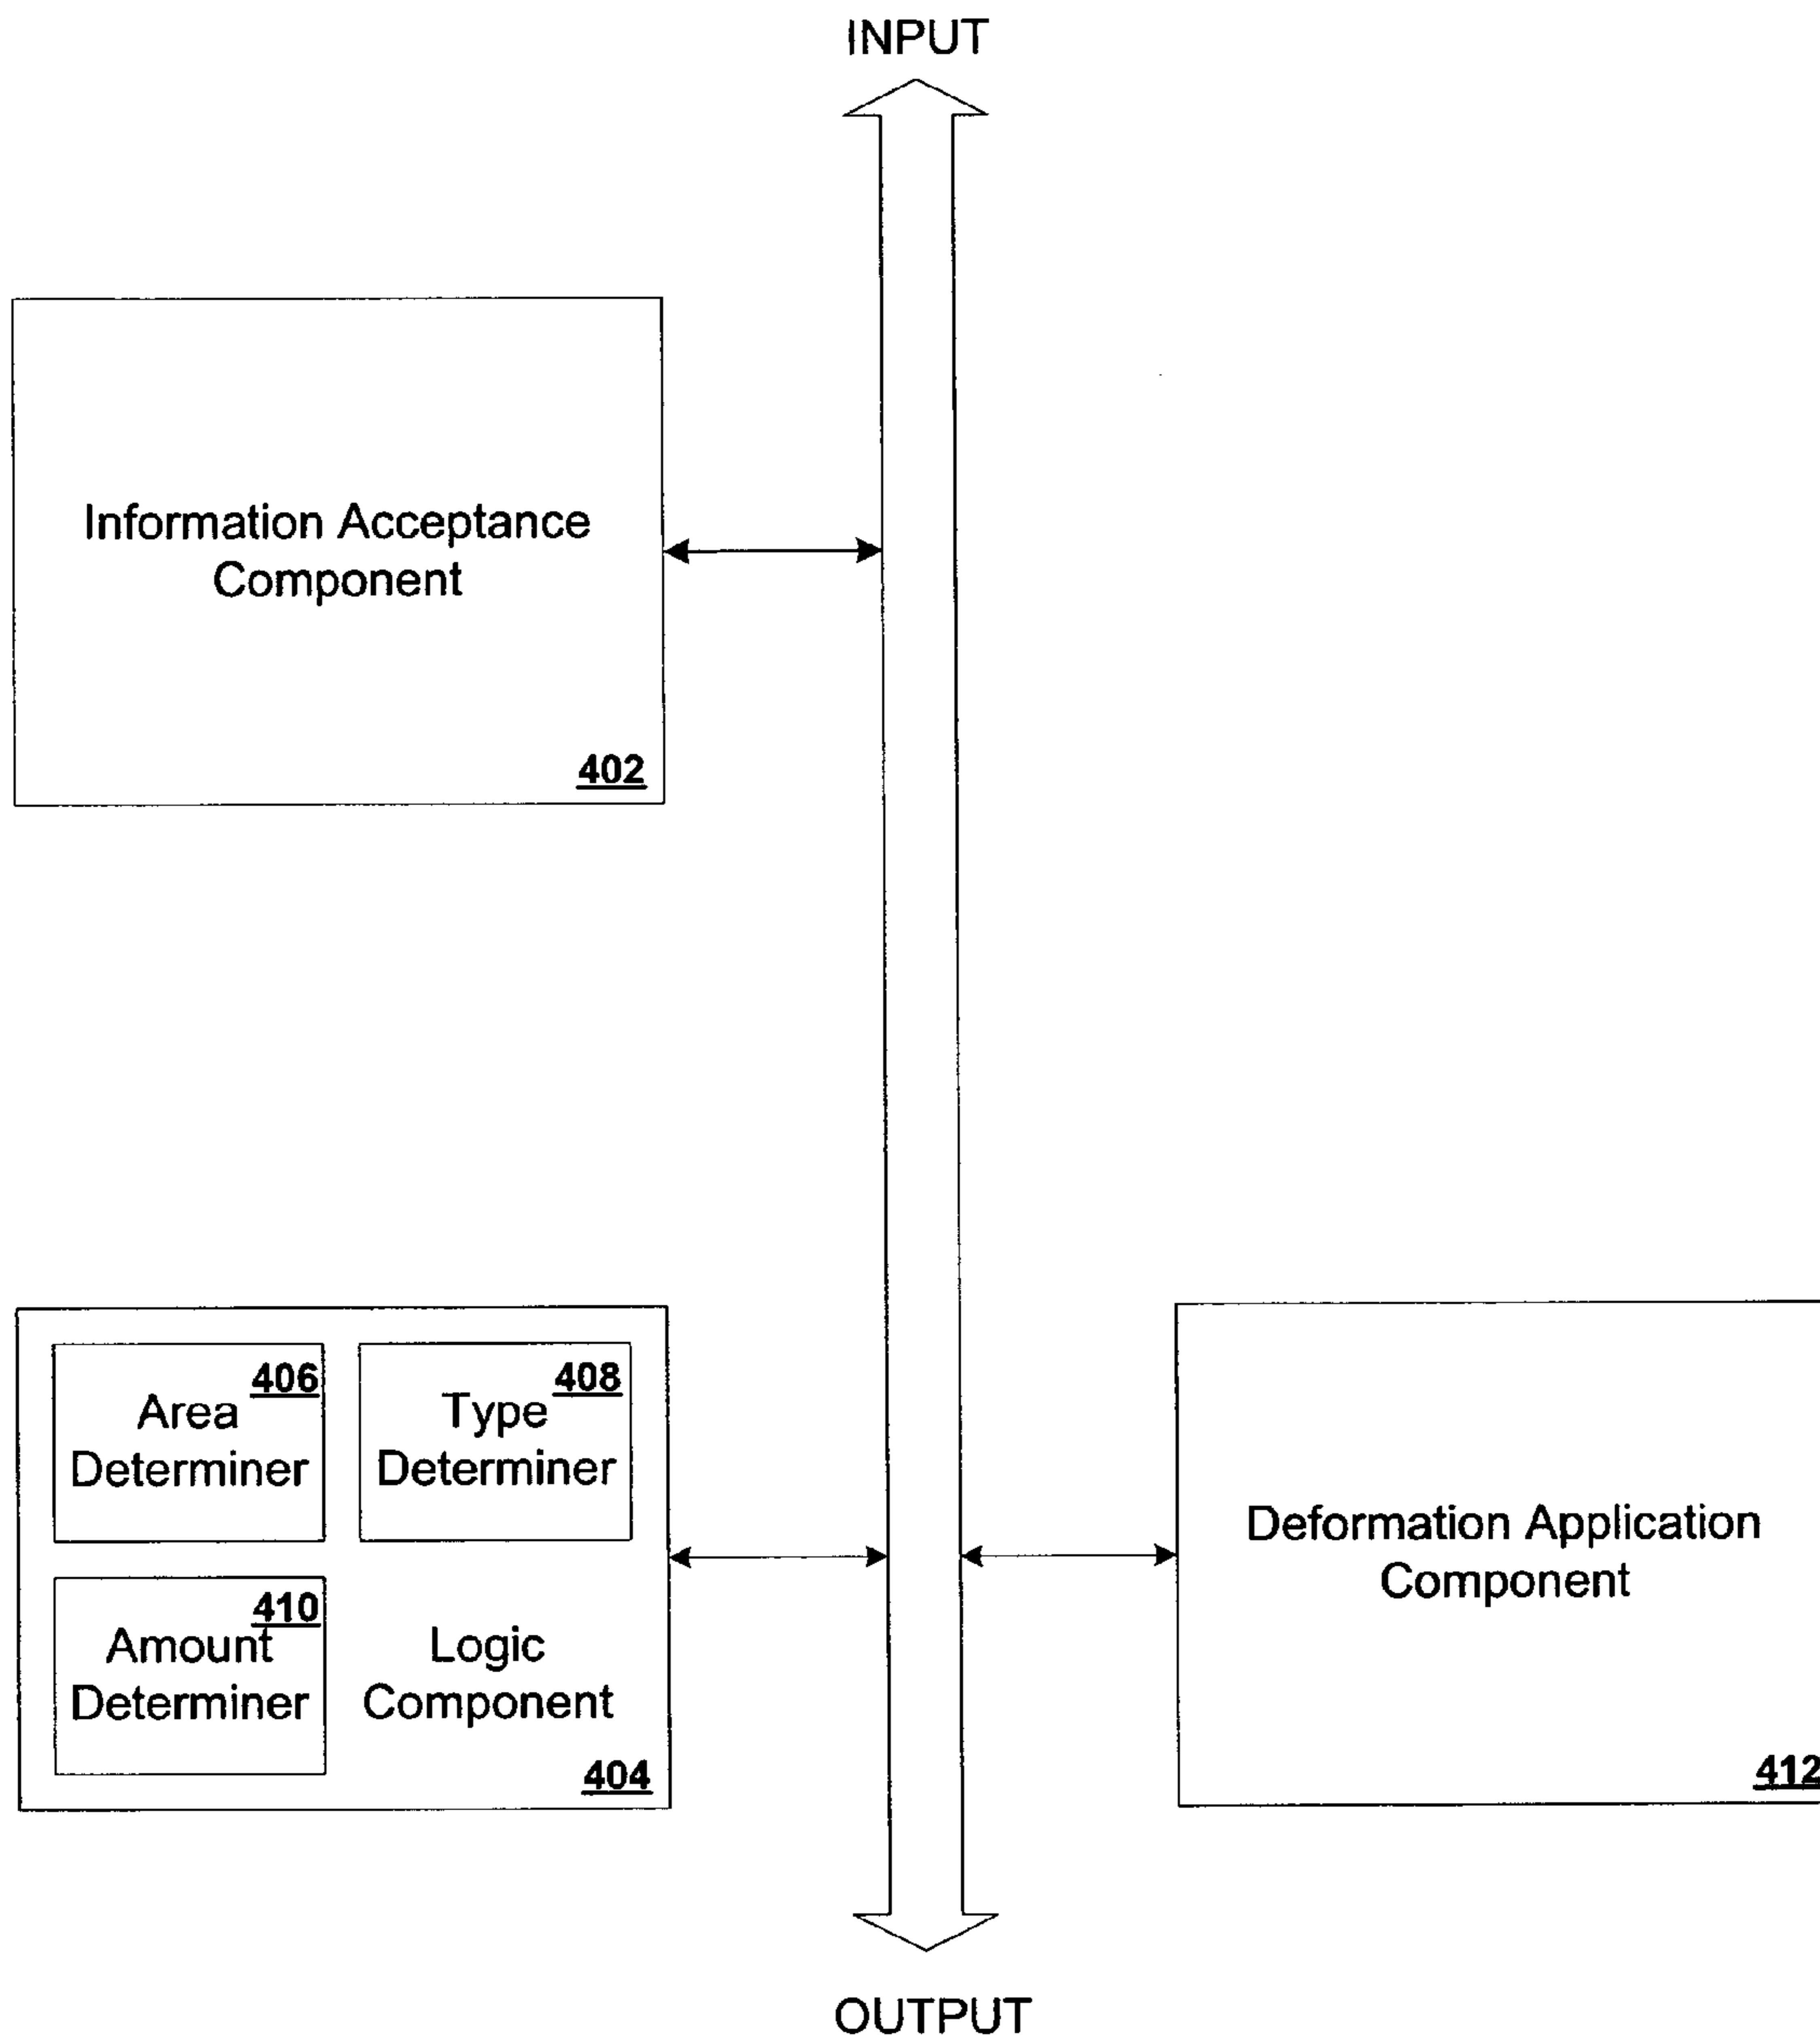 INPUT
Information Acceptance
Component
402
406
Area
Determiner
408
Type
Determiner
410
Amount
Determiner
Logic
Component
404
Deformation Application
Component
412
OUTPUT